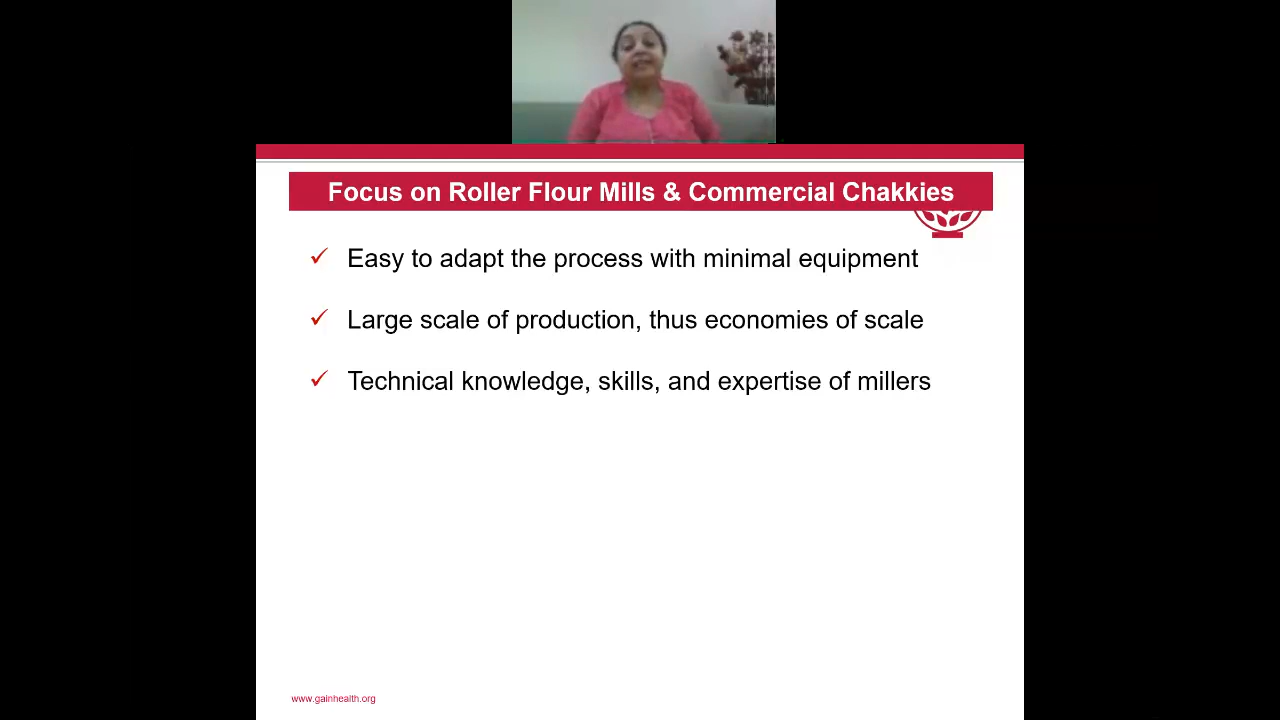 Focus on Roller Flour Mills & Commercial Chakkies
Easy to adapt the process with minimal equipment
Large scale of production, thus economies of scale
Technical knowledge, skills, and expertise of millers
www.gainhealth.org